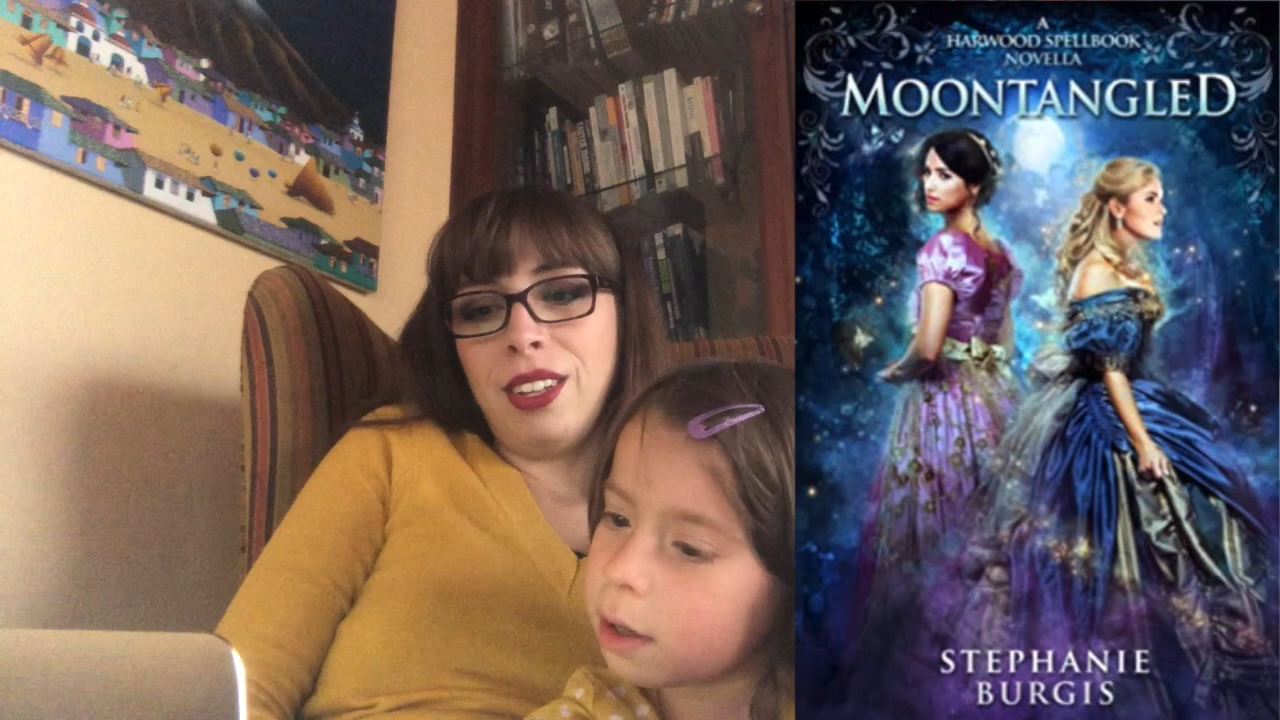 A
HARWOOD SPELLBOOK
NOVELLA
MOONTANGLED
STEPHANIE
BURGIS